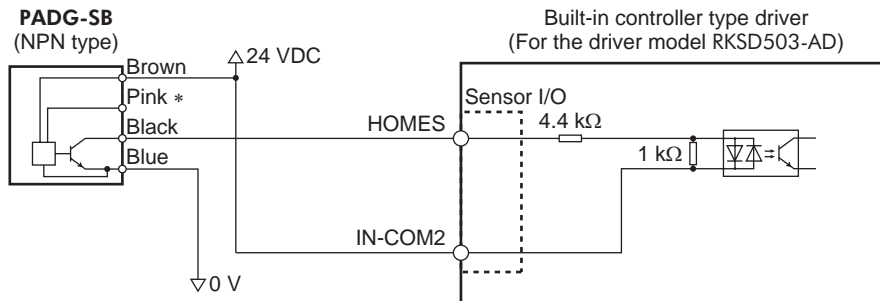 PADG-SB
(NPN type)
Built-in controller type driver
(For the driver model RKSD503-AD)
24 VDC
Brown
Pink *
Black
Blue
Sensor I/O
HOMES
4.4 kΩ
1 kΩ
IN-COM2
0 V